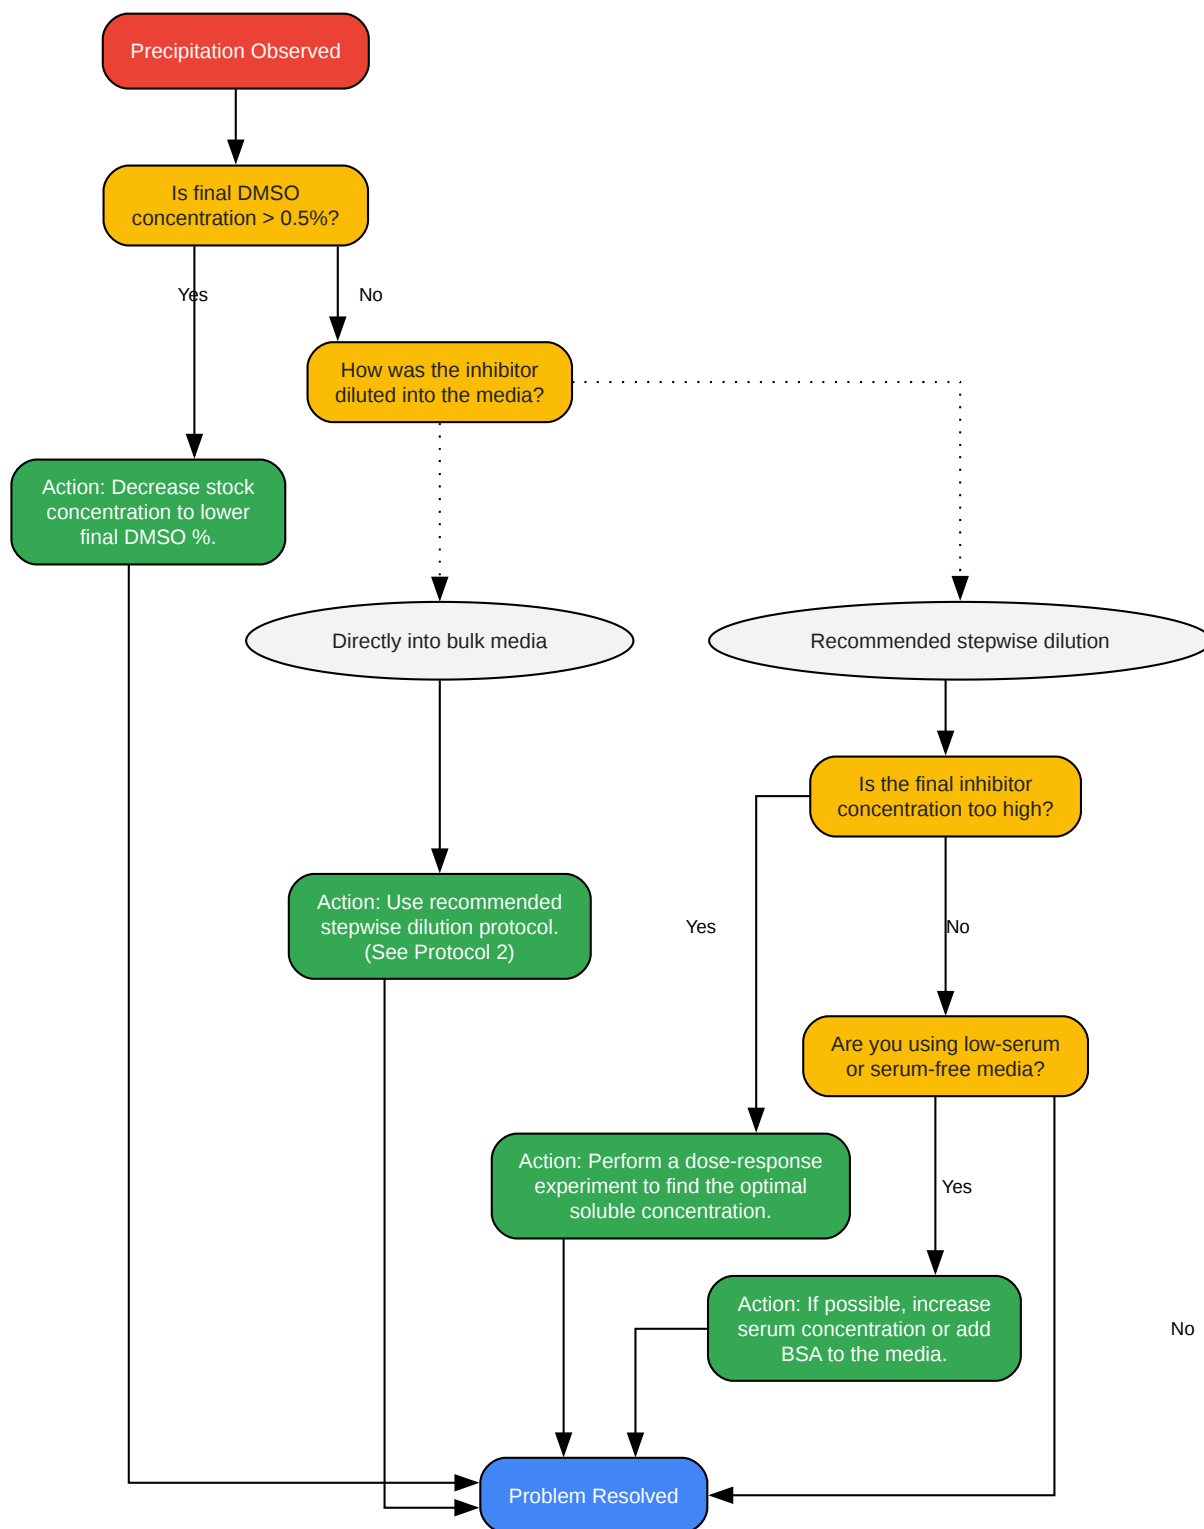 Precipitation Observed
Is final DMSO
concentration > 0.5%?
Yes
No
How was the inhibitor
diluted into the media?
Action: Decrease stock
concentration to lower
final DMSO %.
Directly into bulk media
Recommended stepwise dilution
Is the final inhibitor
concentration too high?
Action: Use recommended
stepwise dilution protocol.
(See Protocol 2)
Yes
No
Are you using low-serum
or serum-free media?
Action: Perform a dose-response
experiment to find the optimal
soluble concentration.
Yes
Action: If possible, increase
serum concentration or add
BSA to the media.
No
Problem Resolved